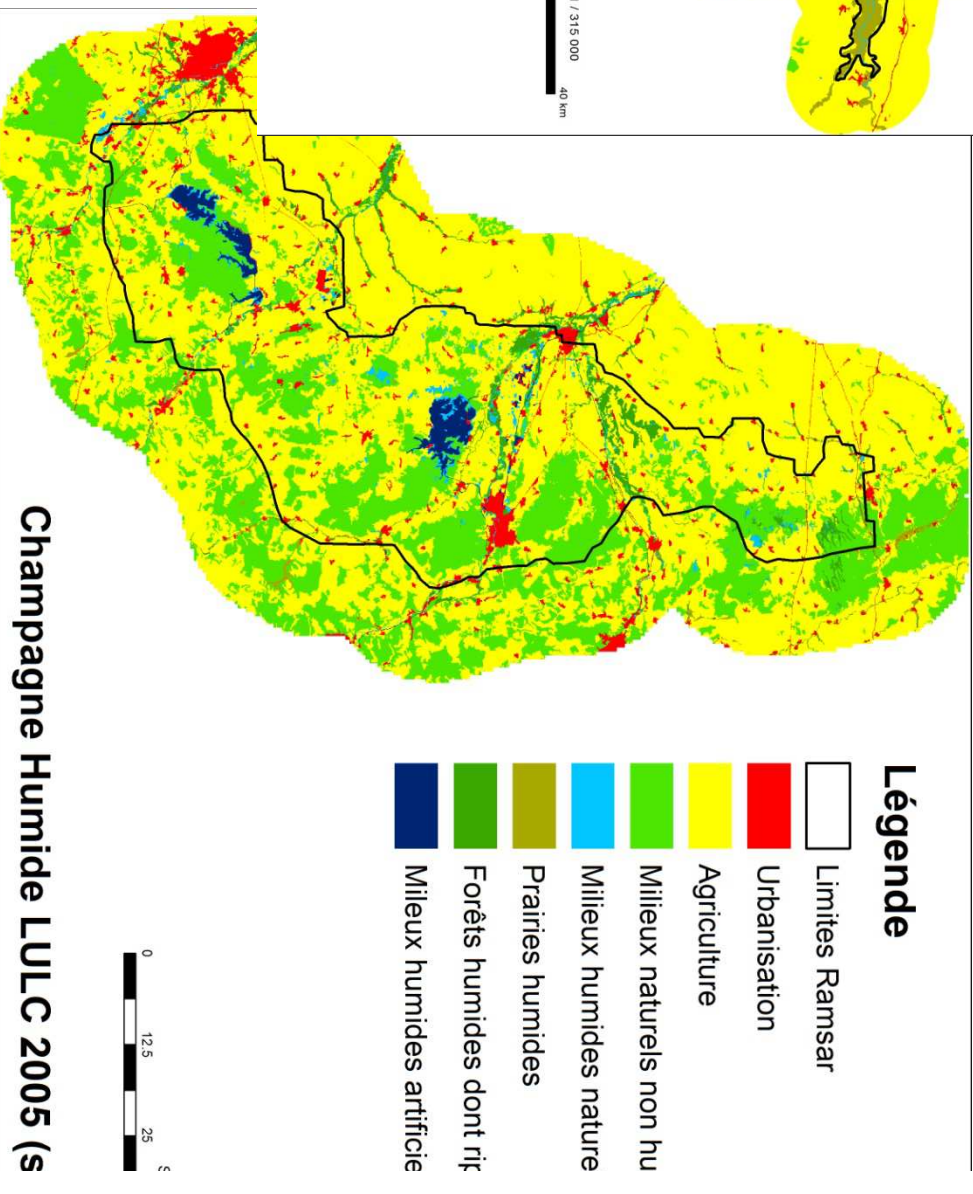 1 / 315 000
40 km
Légende
Limites Ramsar
Urbanisation
Agriculture
Milieux naturels non hu
Milieux humides nature
Prairies humides
Forêts humides dont rip
Mileux humides artificie
0 12.5 25
Champagne Humide LULC 2005 (s